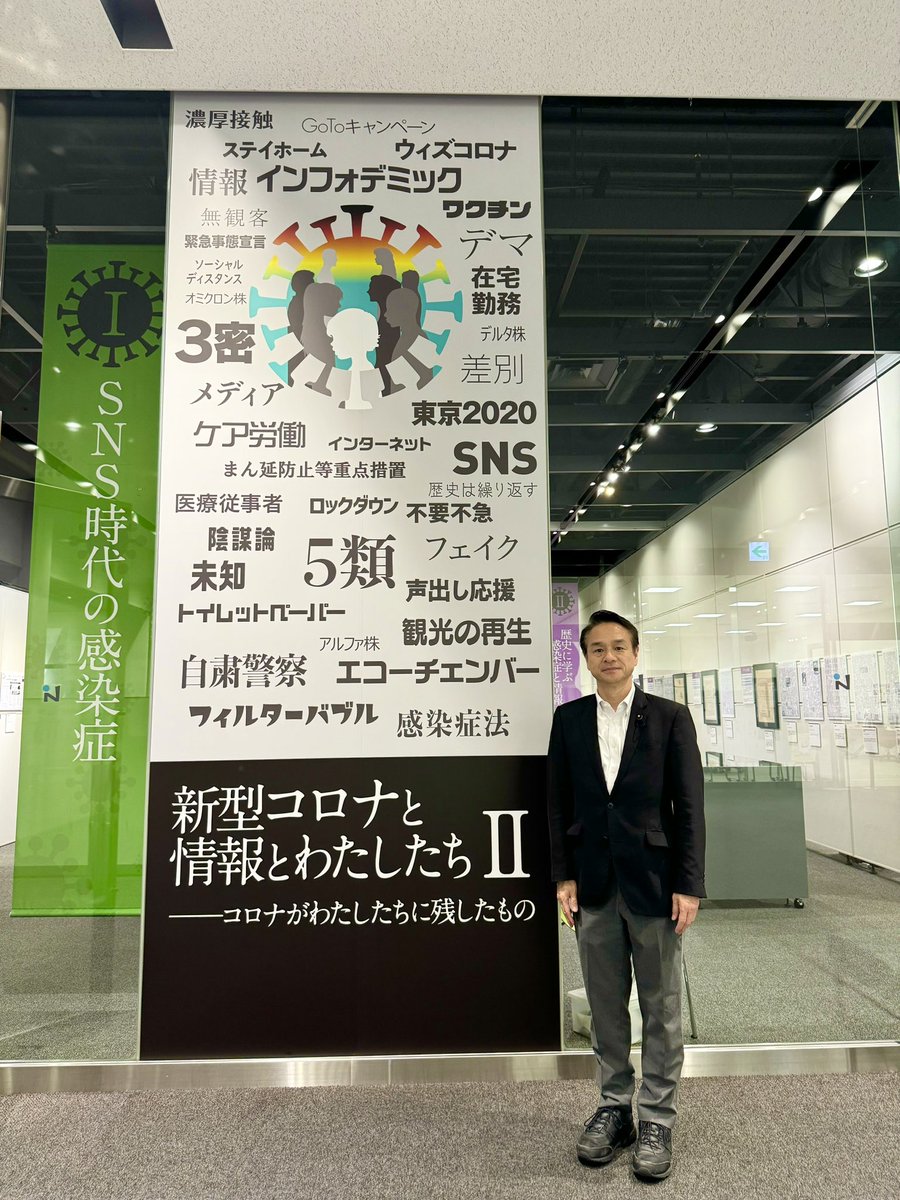 濃厚接触
GoToキャンペーン
ステイホーム
ウィズコロナ
情報
インフォデミック
ワクチン
無観客
デマ
緊急事態宣言
ソーシャル
ディスタンス
在宅
勤務
オミクロン株
3密
デルタ株
差別
メディア
東京2020
ケア労働
インターネット
SNS
まん延防止等重点措置
歴史は繰り返す
医療従事者
ロックダウン
不要不急
陰謀論
5類
フェイク
未知
声出し応援
トイレットペーパー
アルファ株
観光の再生
自粛警察
エコーチェンバー
フィルターバブル
感染症法
新型コロナと
情報とわたしたち Ⅱ
――コロナがわたしたちに残したもの
Ⅰ
SNS時代の感染症
Ⅱ
歴史に学ぶ
感染症と情報